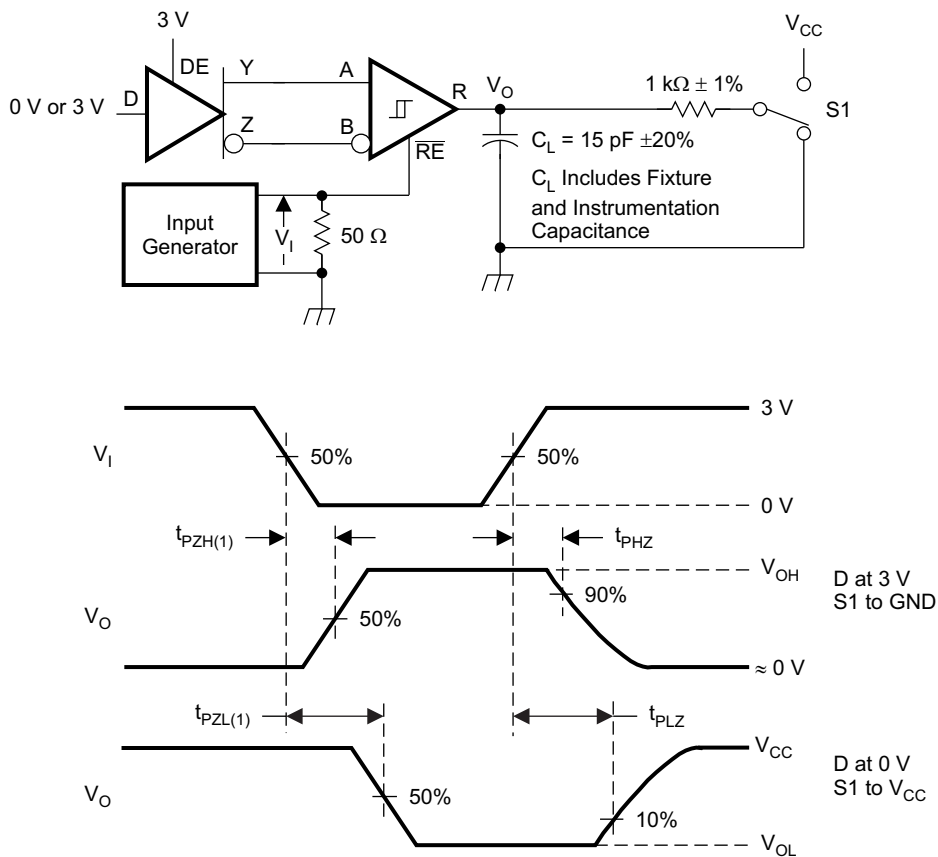 3 V
V_CC
DE
Y
A
1 kΩ ± 1%
D
R
V_O
0 V or 3 V
S1
Z
B
R̅E̅
C_L = 15 pF ±20%
C_L Includes Fixture
and Instrumentation
Capacitance
Input
Generator
V_I
50 Ω
3 V
V_I
50%
50%
0 V
t_PZH(1)
t_PHZ
V_OH
D at 3 V
S1 to GND
90%
V_O
50%
≈ 0 V
t_PZL(1)
t_PLZ
V_CC
D at 0 V
S1 to V_CC
V_O
50%
10%
V_OL